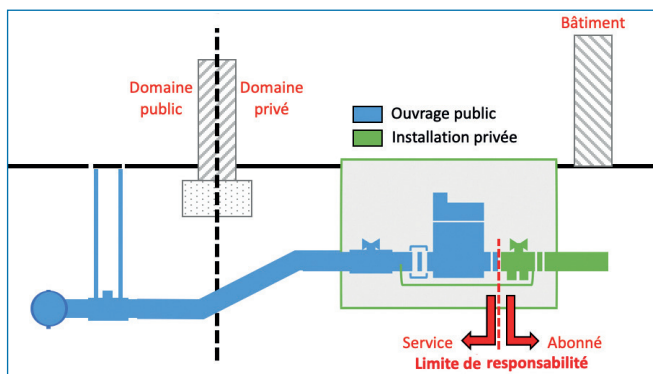 Bâtiment
Domaine public
Domaine privé
Ouvrage public
Installation privée
Service
Abonné
Limite de responsabilité